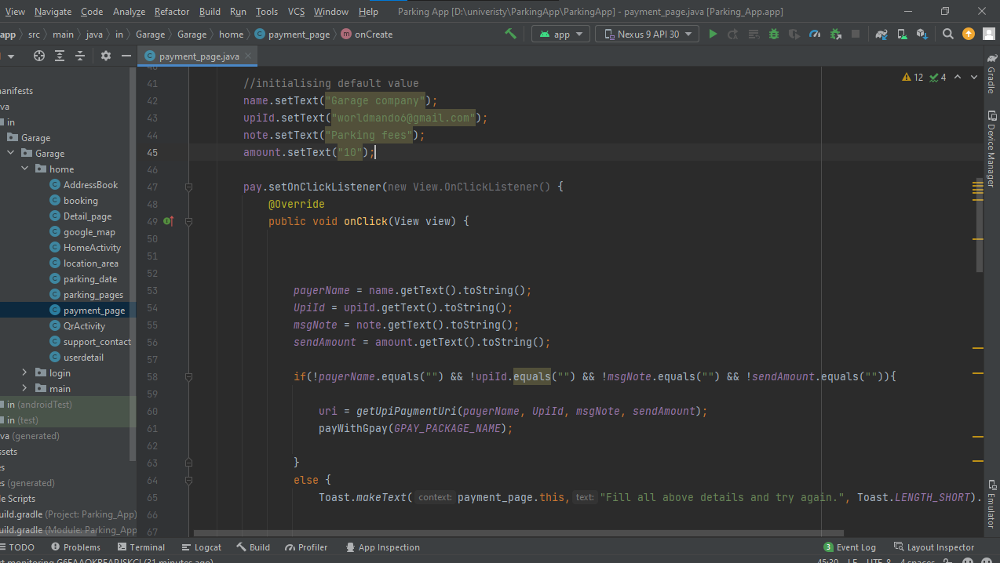 View Navigate Code Analyze Refactor Build Run Tools VCS Window Help Parking App [D:\univeristy\ParkingApp\ParkingApp] - payment_page.java [Parking_App.app]
app src main java in Garage Garage home payment_page onCreate app Nexus 9 API 30
payment_page.java
41 //initialising default value
42 name.setText("Garage company");
43 upiId.setText("worldmando6@gmail.com");
44 note.setText("Parking fees");
45 amount.setText("10");
46
47 pay.setOnClickListener(new View.OnClickListener() {
48 @Override
49 public void onClick(View view) {
50
51
52
53 payerName = name.getText().toString();
54 UpiId = upiId.getText().toString();
55 msgNote = note.getText().toString();
56 sendAmount = amount.getText().toString();
57
58 if(!payerName.equals("") && !upiId.equals("") && !msgNote.equals("") && !sendAmount.equals("")){
59
60 uri = getUpiPaymentUri(payerName, UpiId, msgNote, sendAmount);
61 payWithGpay(GPAY_PACKAGE_NAME);
62
63 }
64 else {
65 Toast.makeText( context: payment_page.this, text: "Fill all above details and try again.", Toast.LENGTH_SHORT).
66
67
12 4
anifests
va
in
Garage
Garage
home
AddressBook
booking
Detail_page
google_map
HomeActivity
location_area
parking_date
parking_pages
payment_page
QrActivity
support_contact
userdetail
login
main
in (androidTest)
in (test)
va (generated)
ssets
es
es (generated)
le Scripts
uild.gradle (Project: Parking_App)
uild.gradle (Module: Parking_App
Gradle
Device Manager
Emulator
TODO Problems Terminal Logcat Build Profiler App Inspection 3 Event Log Layout Inspector
45:30 LF UTF-8 4 spaces